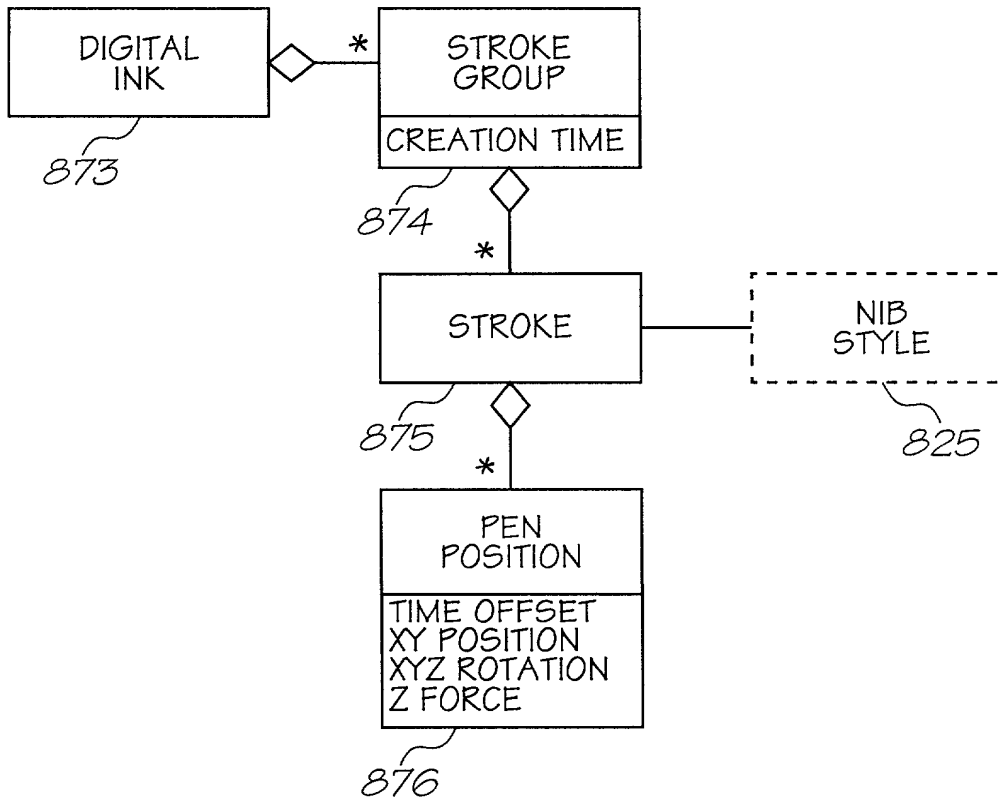 DIGITAL
INK
873
*
STROKE
GROUP
CREATION TIME
874
*
STROKE
875
NIB
STYLE
825
*
PEN
POSITION
TIME OFFSET
XY POSITION
XYZ ROTATION
Z FORCE
876